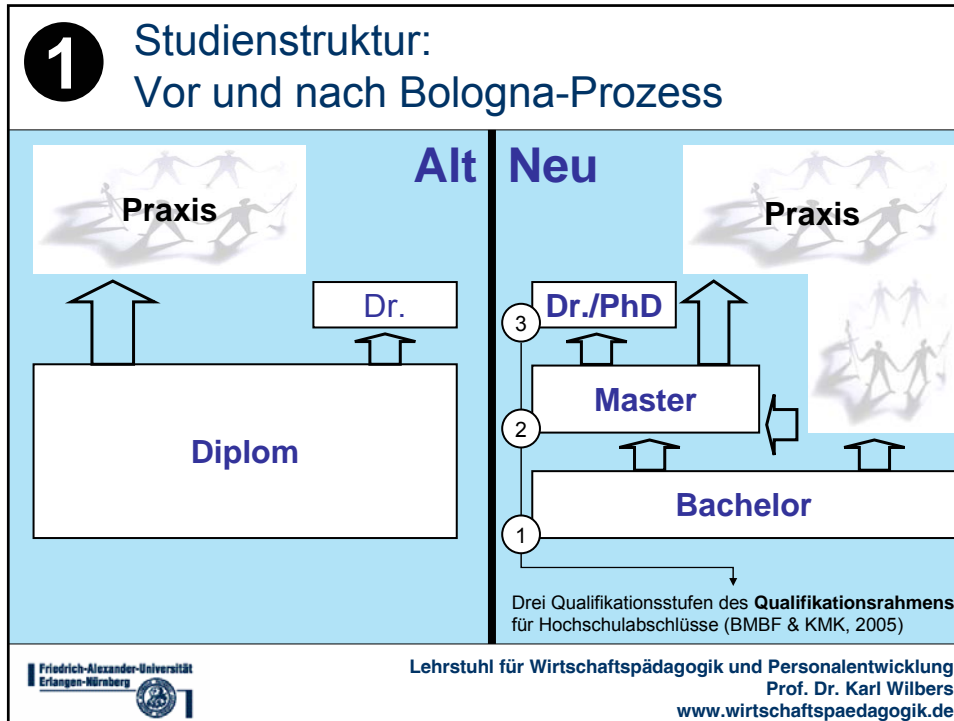 1
Studienstruktur:
Vor und nach Bologna-Prozess
Alt
Praxis
Dr.
Diplom
Neu
Praxis
3
Dr./PhD
2
Master
1
Bachelor
Drei Qualifikationsstufen des Qualifikationsrahmens
für Hochschulabschlüsse (BMBF & KMK, 2005)
Friedrich-Alexander-Universität
Erlangen-Nürnberg
Lehrstuhl für Wirtschaftspädagogik und Personalentwicklung
Prof. Dr. Karl Wilbers
www.wirtschaftspaedagogik.de